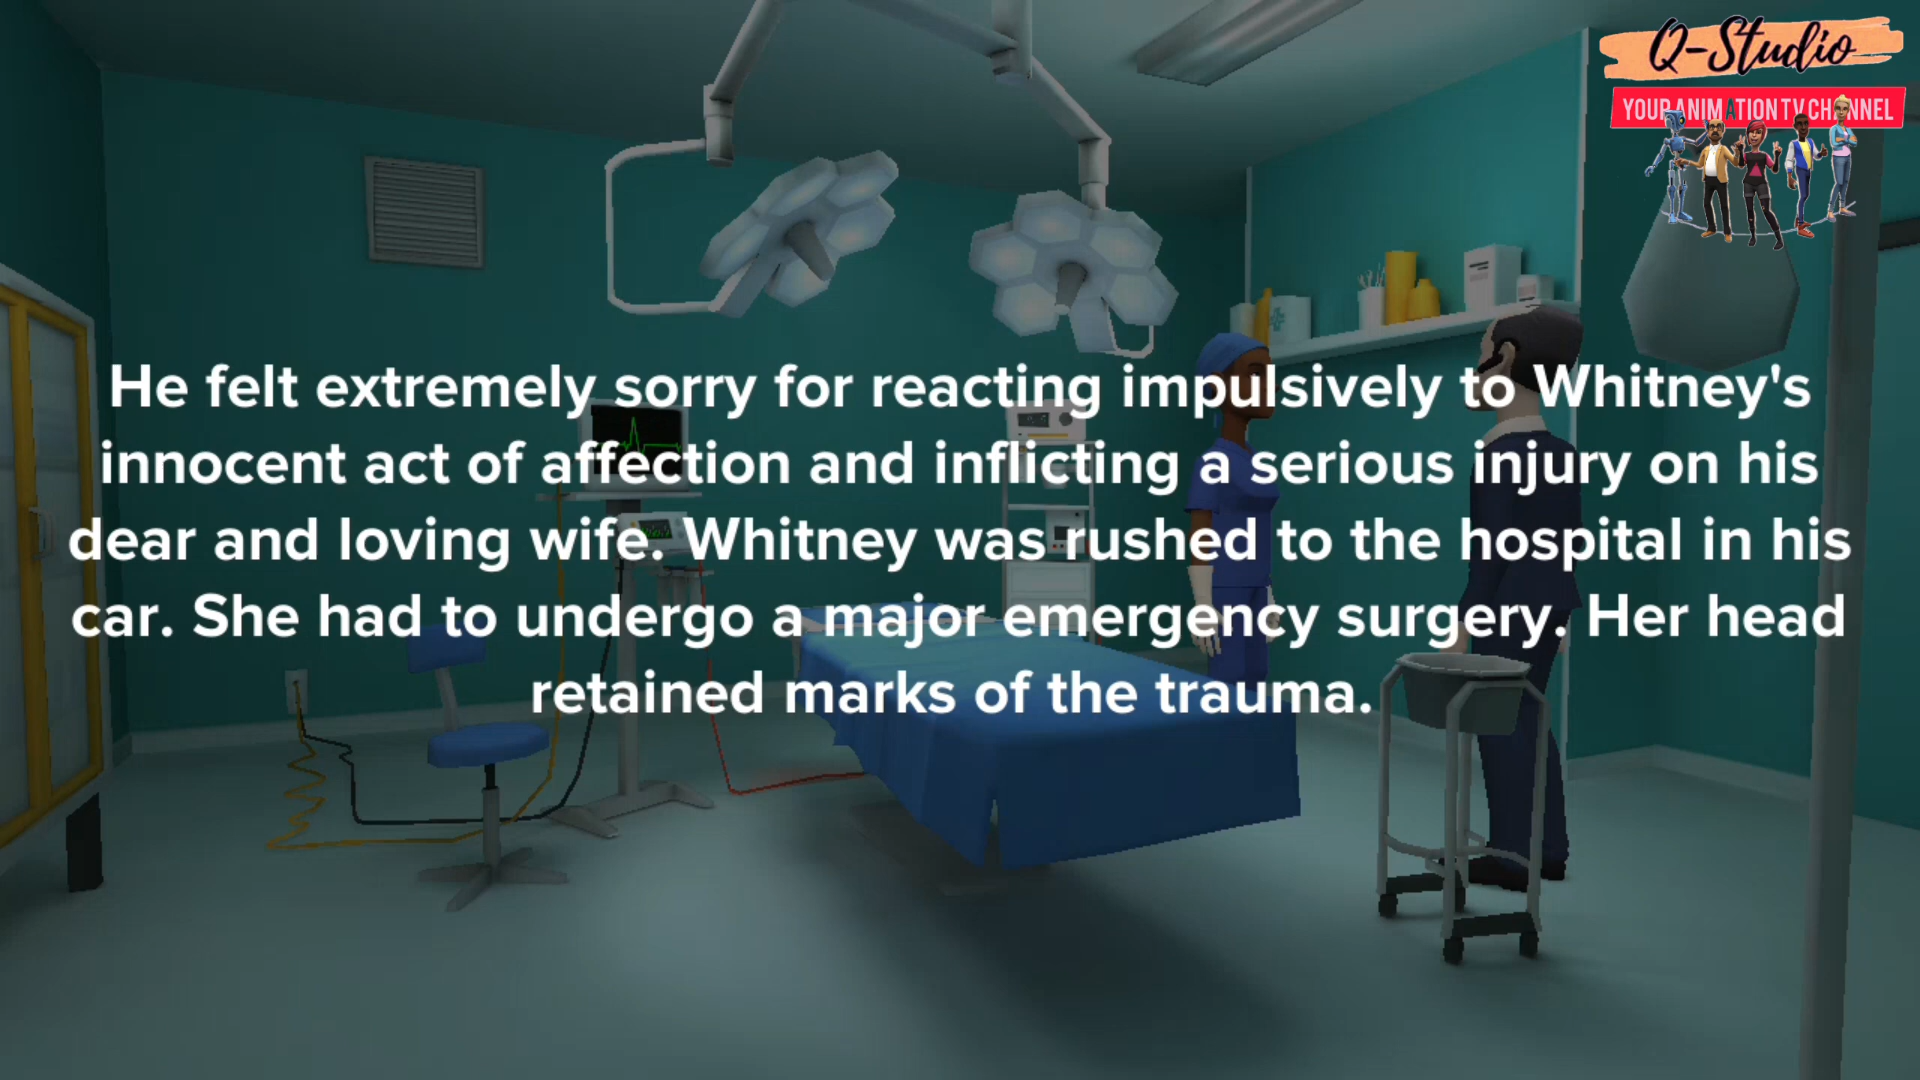 Q-Studio
YOUR ANIMATION TV CHANNEL
He felt extremely sorry for reacting impulsively to Whitney's
innocent act of affection and inflicting a serious injury on his
dear and loving wife. Whitney was rushed to the hospital in his
car. She had to undergo a major emergency surgery. Her head
retained marks of the trauma.